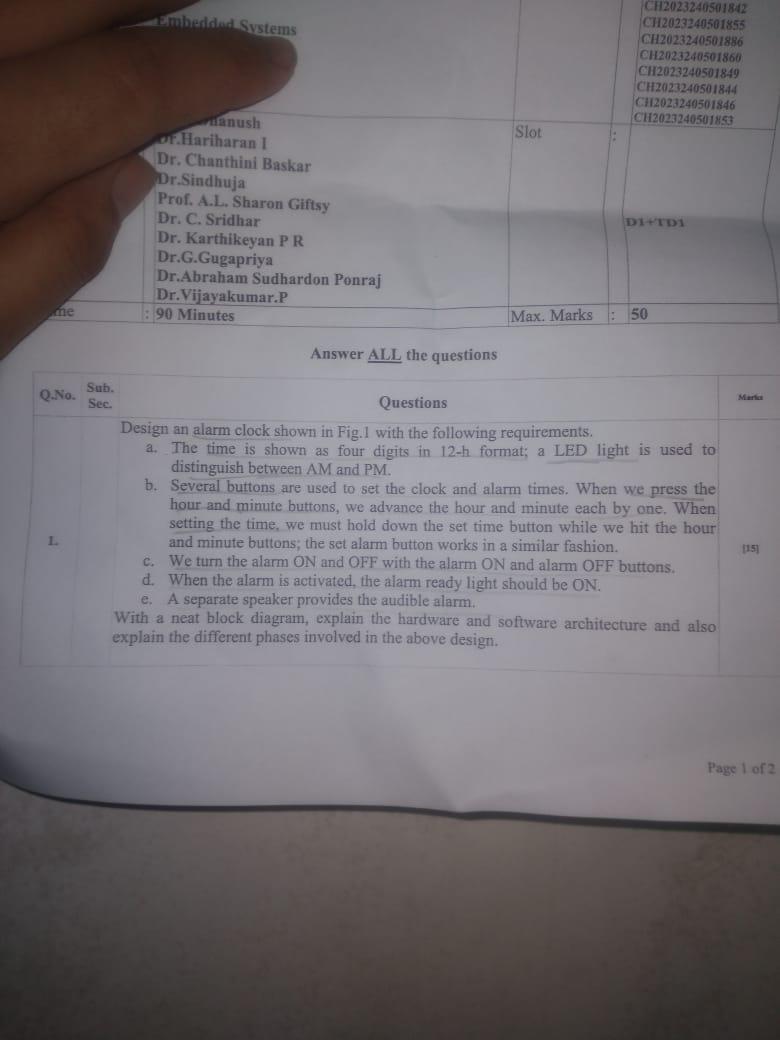 Embedded Systems
CH2023240501842
CH2023240501855
CH2023240501886
CH2023240501860
CH2023240501849
CH2023240501844
CH2023240501846
CH2023240501853
Dr.Hariharan I
Dr. Chanthini Baskar
Dr.Sindhuja
Prof. A.L. Sharon Giftsy
Dr. C. Sridhar
Dr. Karthikeyan P R
Dr.G.Gugapriya
Dr.Abraham Sudhardon Ponraj
Dr.Vijayakumar.P
Slot :
D1+TD1
: 90 Minutes Max. Marks : 50
Answer ALL the questions
Q.No. Sub. Sec. Questions Marks
1.
Design an alarm clock shown in Fig.1 with the following requirements.
a. The time is shown as four digits in 12-h format; a LED light is used to
distinguish between AM and PM.
b. Several buttons are used to set the clock and alarm times. When we press the
hour and minute buttons, we advance the hour and minute each by one. When
setting the time, we must hold down the set time button while we hit the hour
and minute buttons; the set alarm button works in a similar fashion.
c. We turn the alarm ON and OFF with the alarm ON and alarm OFF buttons.
d. When the alarm is activated, the alarm ready light should be ON.
e. A separate speaker provides the audible alarm.
With a neat block diagram, explain the hardware and software architecture and also
explain the different phases involved in the above design.
[15]
Page 1 of 2